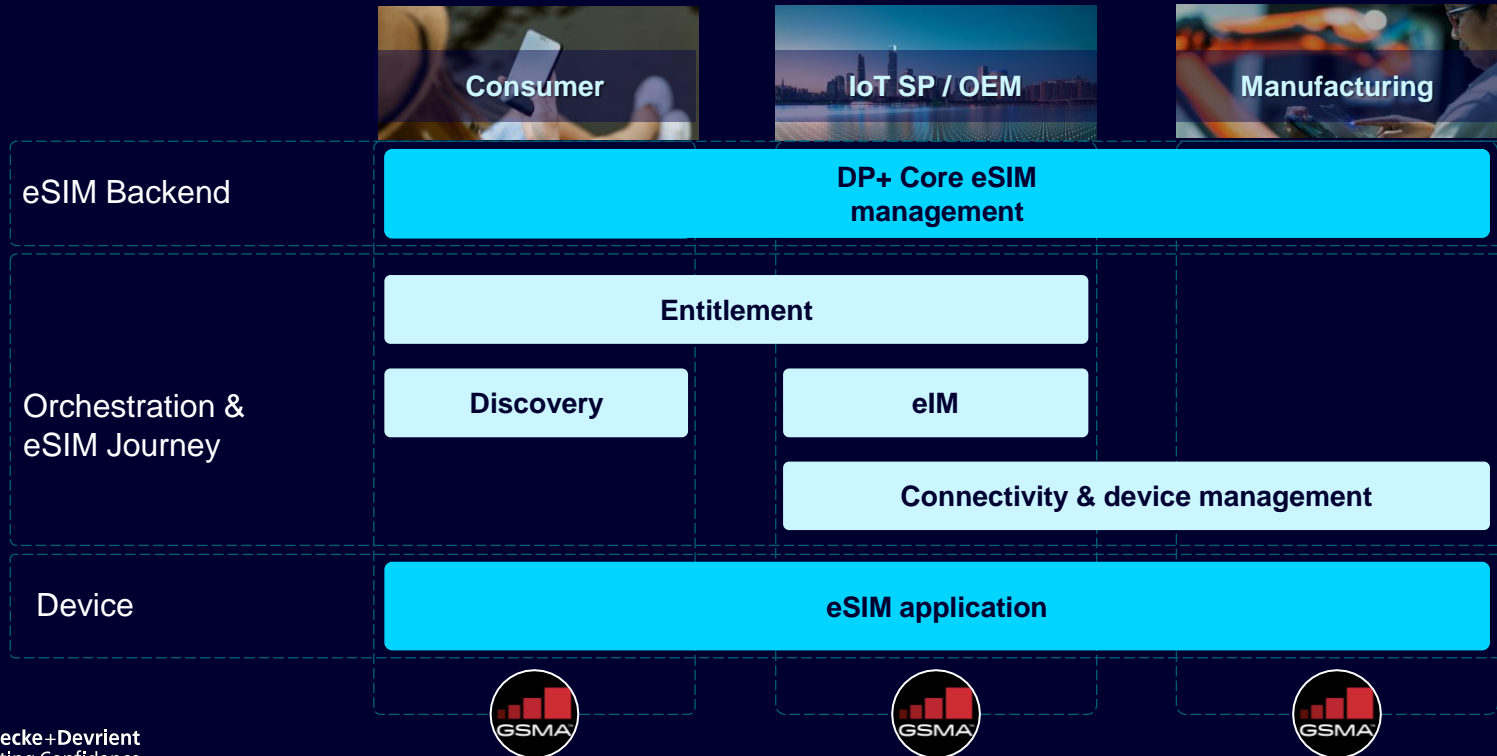 Consumer
IoT SP / OEM
Manufacturing
eSIM Backend
DP+ Core eSIM
management
Entitlement
Orchestration &
eSIM Journey
Discovery
eIM
Connectivity & device management
Device
eSIM application
GSMA
GSMA
GSMA
ecke+Devrient